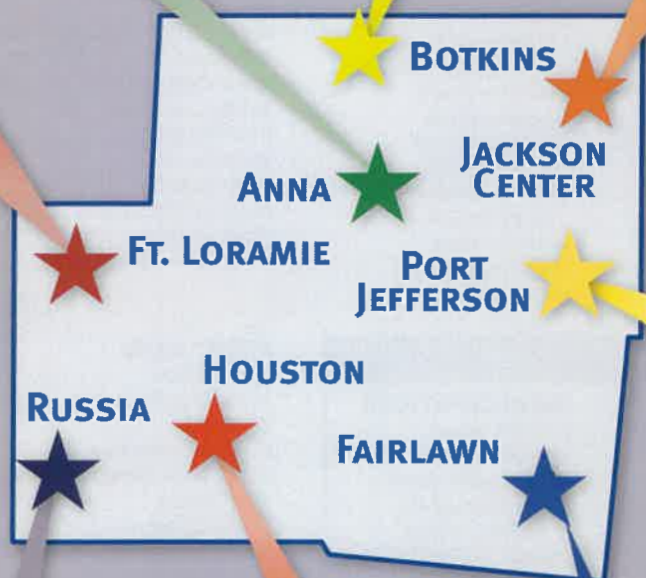 BOTKINS
JACKSON
CENTER
ANNA
FT. LORAMIE
PORT
JEFFERSON
HOUSTON
RUSSIA
FAIRLAWN